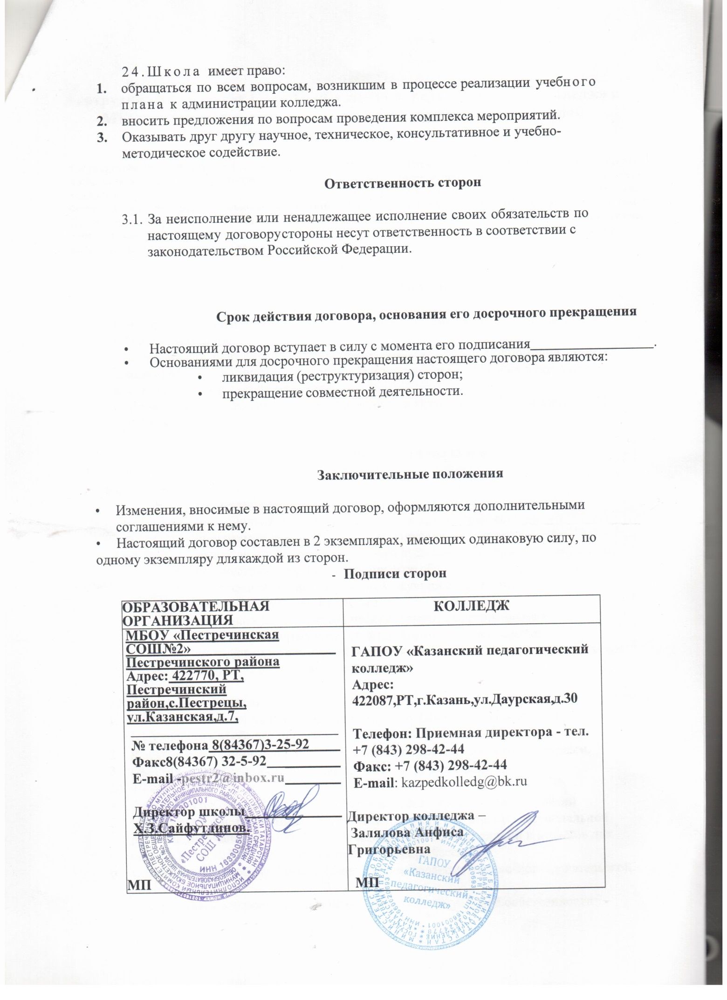 24.Школа имеет право:
1. обращаться по всем вопросам, возникшим в процессе реализации учебного
плана к администрации колледжа.
2. вносить предложения по вопросам проведения комплекса мероприятий.
3. Оказывать друг другу научное, техническое, консультативное и учебно-
методическое содействие.
Ответственность сторон
3.1. За неисполнение или ненадлежащее исполнение своих обязательств по
настоящему договорустороны несут ответственность в соответствии с
законодательством Российской Федерации.
Срок действия договора, основания его досрочного прекращения
• Настоящий договор вступает в силу с момента его подписания__________________.
• Основаниями для досрочного прекращения настоящего договора являются:
• ликвидация (реструктуризация) сторон;
• прекращение совместной деятельности.
Заключительные положения
• Изменения, вносимые в настоящий договор, оформляются дополнительными
соглашениями к нему.
• Настоящий договор составлен в 2 экземплярах, имеющих одинаковую силу, по
одному экземпляру длякаждой из сторон.
- Подписи сторон
ОБРАЗОВАТЕЛЬНАЯ
ОРГАНИЗАЦИЯ
МБОУ «Пестречинская
СОШ№2»
Пестречинского района
Адрес: 422770, РТ,
Пестречинский
район,с.Пестрецы,
ул.Казанская,д.7,
№ телефона 8(84367)3-25-92
Факс8(84367) 32-5-92
E-mail -pestr2@inbox.ru
Директор школы
Х.З.Сайфутдинов.
МП
МБОУ
«Пестречинская
СОШ №2»
КОЛЛЕДЖ
ГАПОУ «Казанский педагогический
колледж»
Адрес:
422087,РТ,г.Казань,ул.Даурская,д.30
Телефон: Приемная директора - тел.
+7 (843) 298-42-44
Факс: +7 (843) 298-42-44
E-mail: kazpedkolledg@bk.ru
Директор колледжа –
Залялова Анфиса
Григорьевна
МП
ГАПОУ
«Казанский
педагогический
колледж»